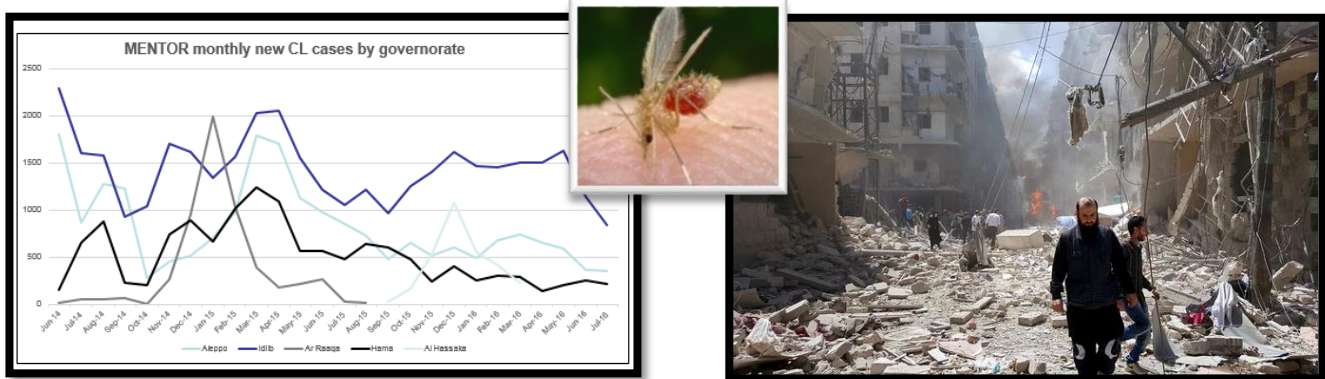 MENTOR monthly new CL cases by governorate
2500
2000
1500
1000
500
0
Jun-14 Jul-14 Aug-14 Sep-14 Oct-14 Nov-14 Dec-14 Jan-15 Feb-15 Mar-15 Apr-15 May-15 Jun-15 Jul-15 Aug-15 Sep-15 Oct-15 Nov-15 Dec-15 Jan-16 Feb-16 Mar-16 Apr-16 May-16 Jun-16 Jul-16
Aleppo Idlib Ar Raqqa Hama Al Hassaka